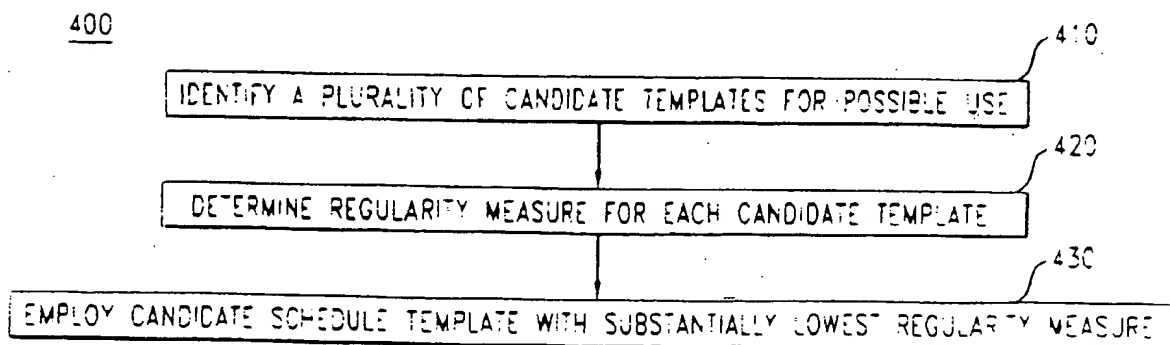 400
410
IDENTIFY A PLURALITY OF CANDIDATE TEMPLATES FOR POSSIBLE USE
420
DETERMINE REGULARITY MEASURE FOR EACH CANDIDATE TEMPLATE
430
EMPLOY CANDIDATE SCHEDULE TEMPLATE WITH SUBSTANTIALLY LOWEST REGULARITY MEASURE